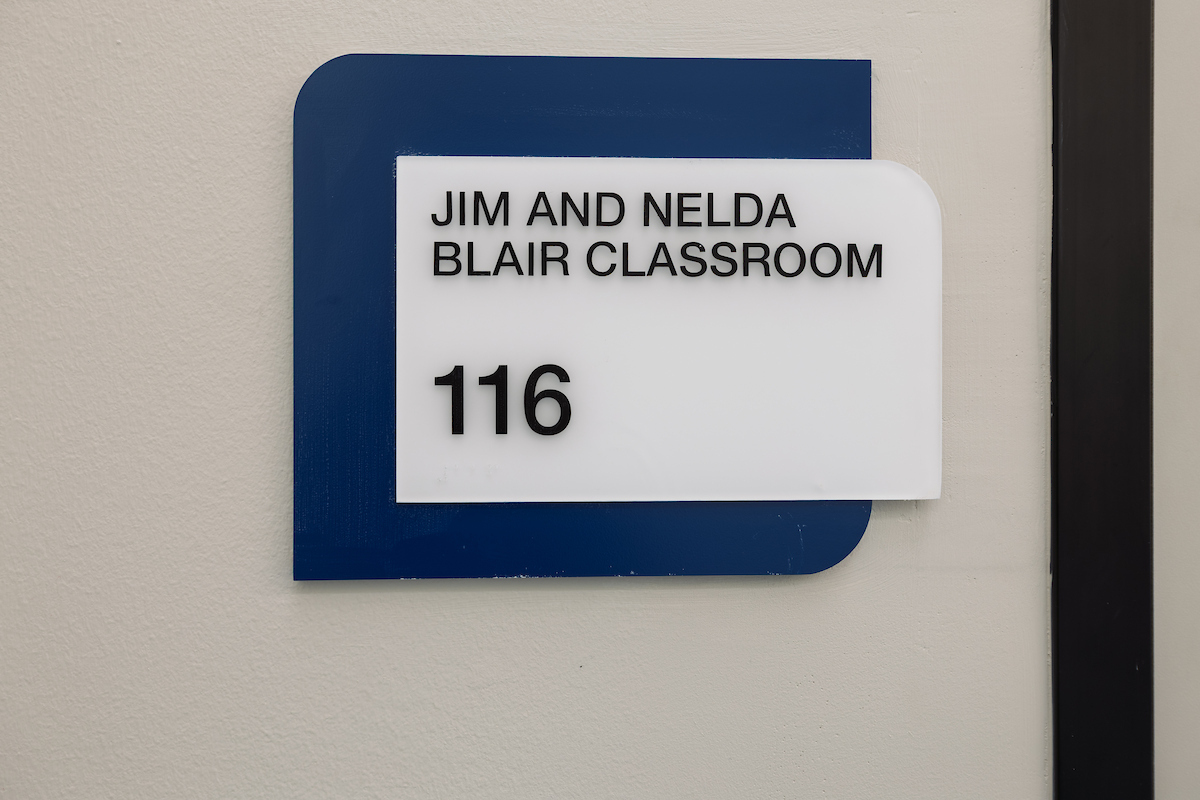 JIM AND NELDA
BLAIR CLASSROOM
116